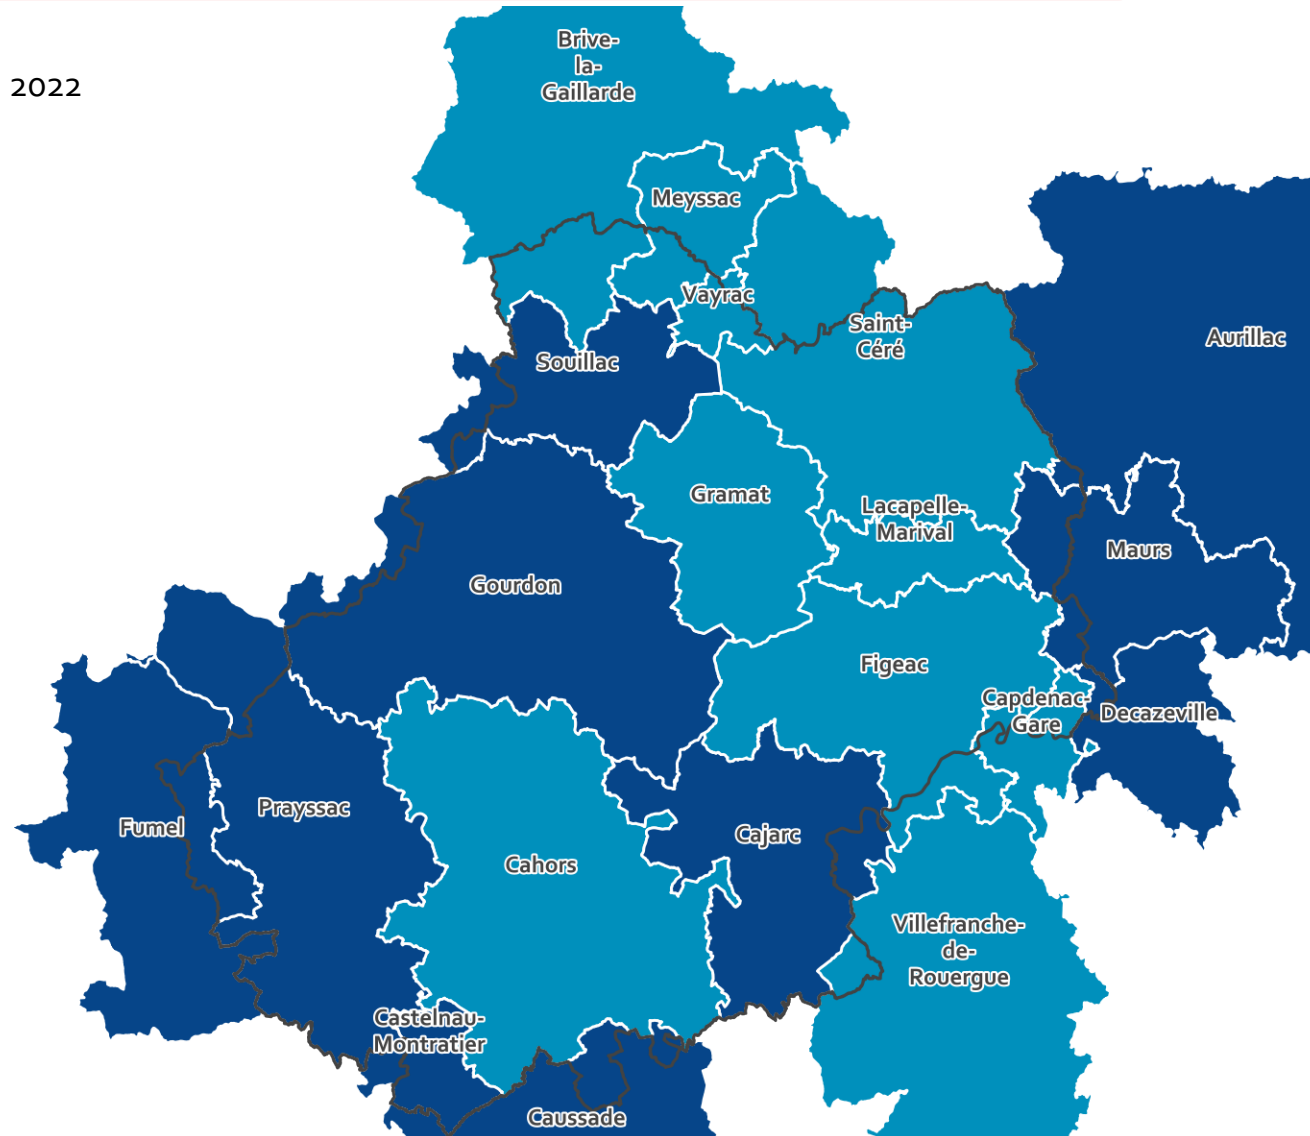 2022
Brive-
la-
Gaillarde
Meyssac
Vayrac
Saint-
Céré
Aurillac
Souillac
Gramat
Lacapelle-
Marival
Maurs
Gourdon
Figeac
Capdenac-
Gare
Decazeville
Prayssac
Fumel
Cajarc
Cahors
Villefranche-
de-
Rouergue
Castelnau-
Montratier
Caussade